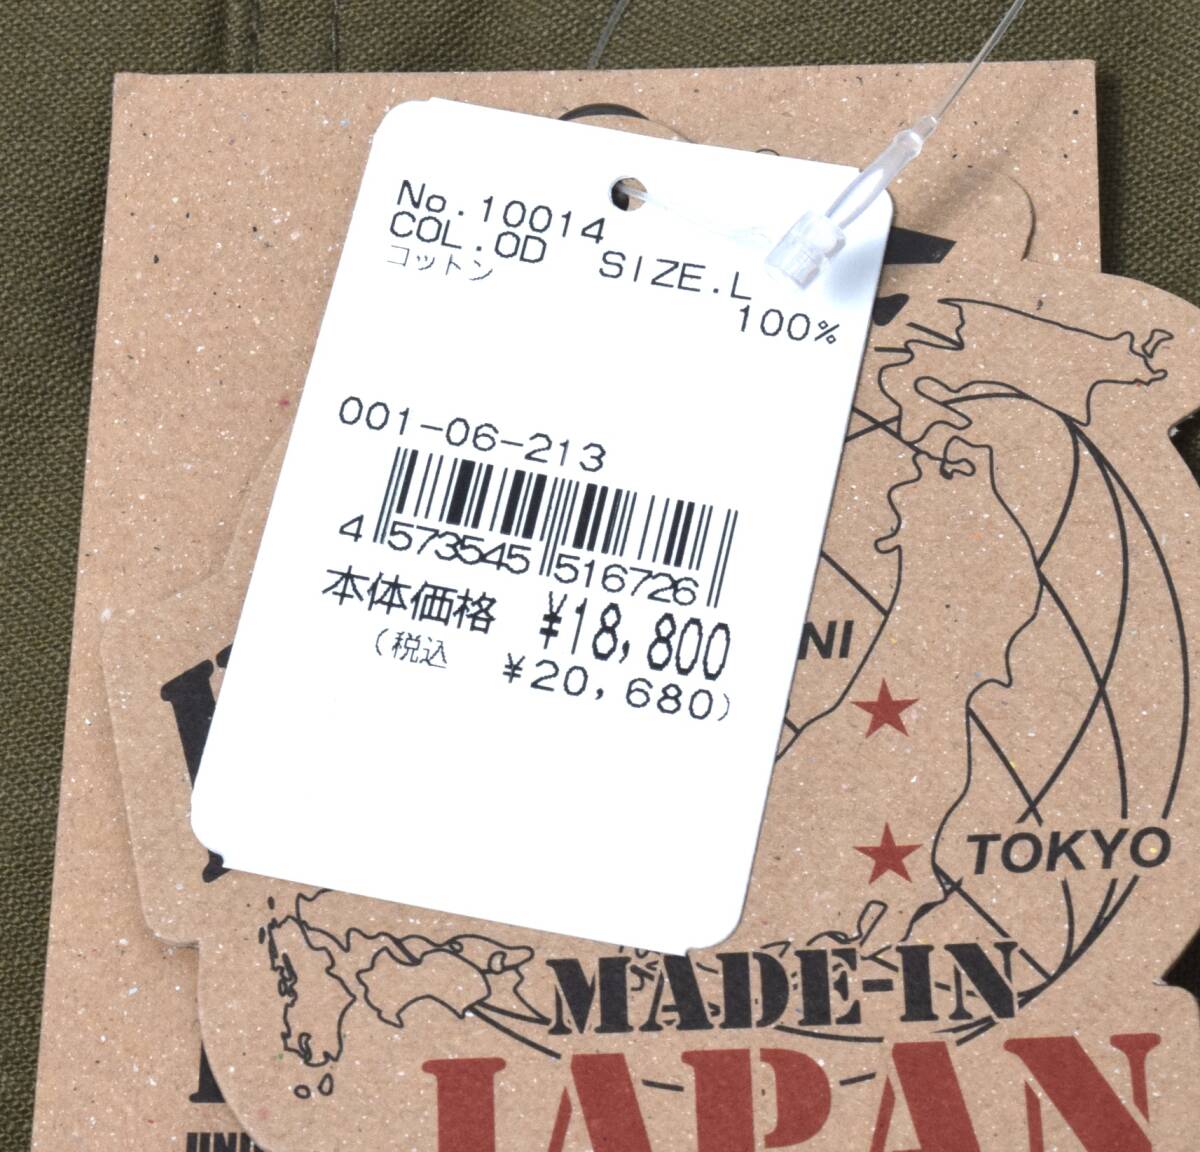 No.10014
COL.OD SIZE.L
コットン 100%
001-06-213
4 573545 516726
本体価格 ¥18,800
(税込 ¥20,680)
NI
TOKYO
MADE-IN
JAPAN
UNI